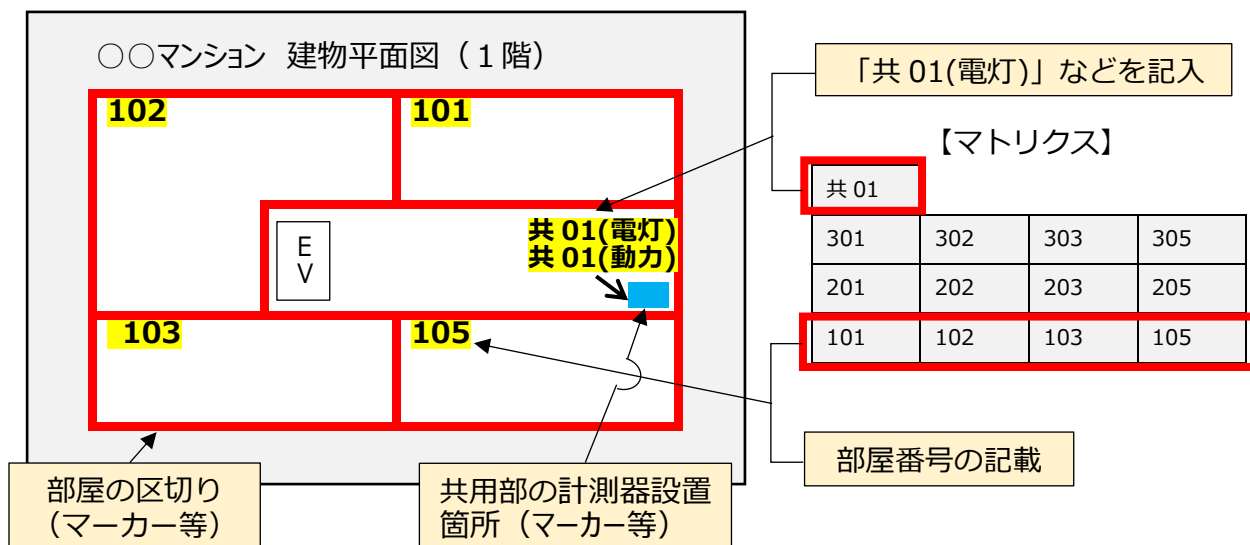 ○○マンション 建物平面図（１階）
「共 01(電灯)」などを記入
【マトリクス】
102
101
共 01
共 01(電灯)
共 01(動力)
E
V
301 302 303 305
201 202 203 205
101 102 103 105
103
105
部屋の区切り
（マーカー等）
共用部の計測器設置
箇所（マーカー等）
部屋番号の記載